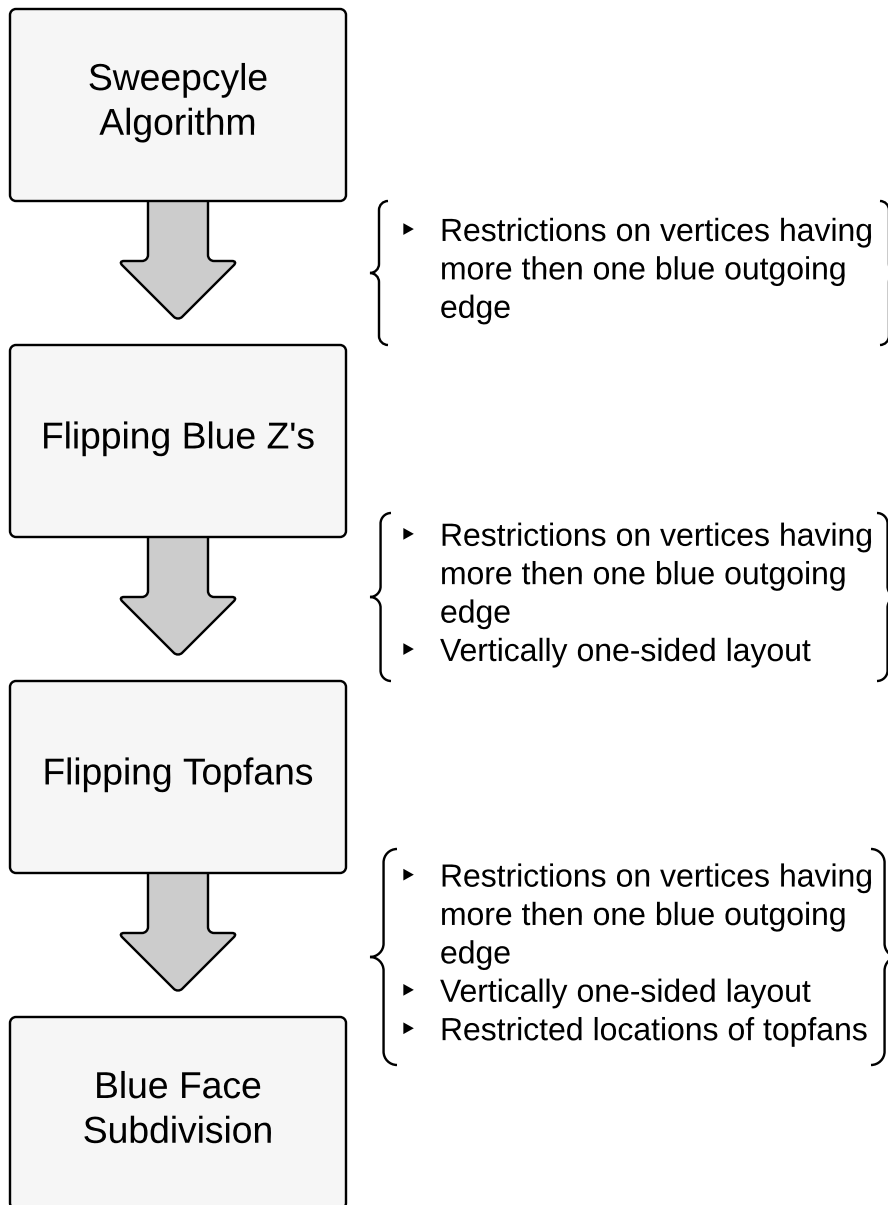 Sweepcyle
Algorithm
Restrictions on vertices having
more then one blue outgoing
edge
Flipping Blue Z's
Restrictions on vertices having
more then one blue outgoing
edge
Vertically one-sided layout
Flipping Topfans
Restrictions on vertices having
more then one blue outgoing
edge
Vertically one-sided layout
Restricted locations of topfans
Blue Face
Subdivision